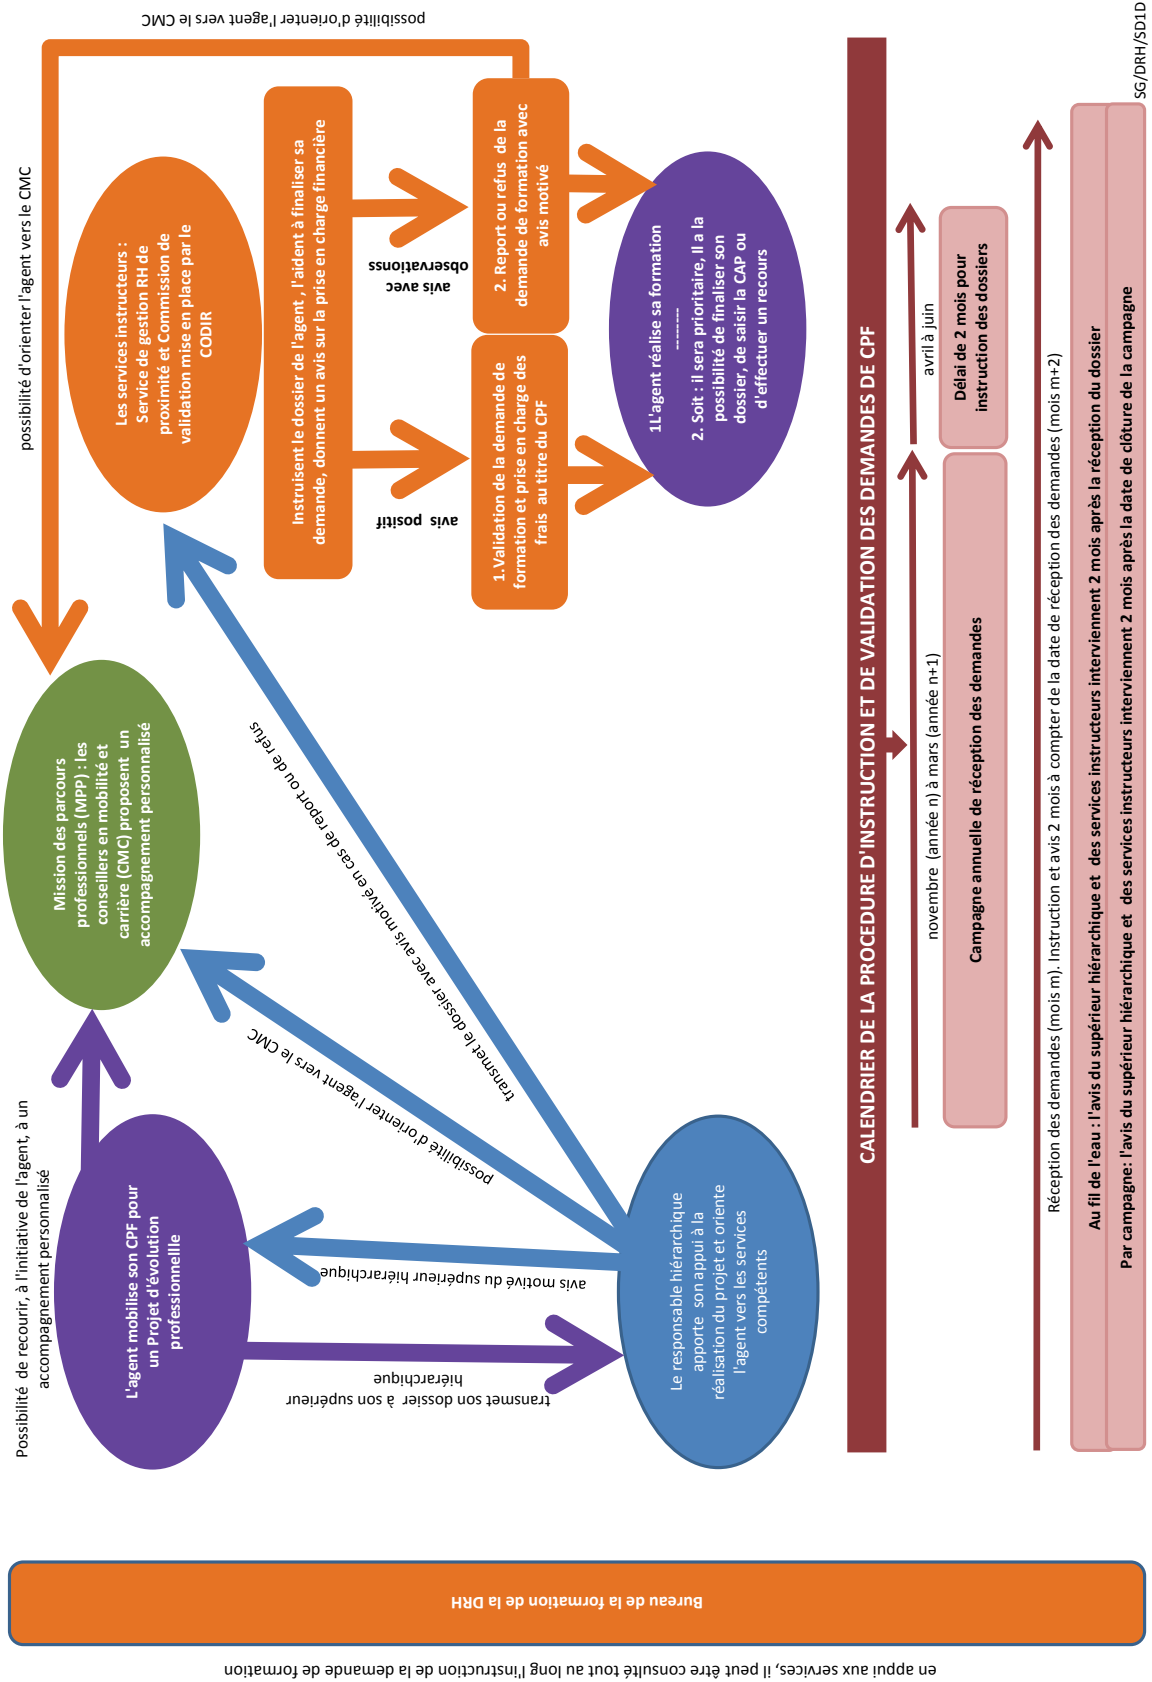 en appui aux services, il peut être consulté tout au long l'instruction de la demande de formation
Bureau de la formation de la DRH
Possibilité  de recourir, à l'initiative de l'agent, à un
accompagnement personnalisé
L'agent mobilise son CPF pour
un Projet d'évolution
professionnellle
transmet son dossier à son supérieur
hiérarchique
avis motivé du supérieur hiérarchique
Le responsable hiérarchique
apporte  son appui à la
réalisation du projet et oriente
l'agent vers les services
compétents
possibilité d'orienter l'agent vers le CMC
transmet le dossier avec avis motivé en cas de report ou de refus
Mission des parcours
professionnels (MPP) : les
conseillers en mobilité et
carrière (CMC) proposent  un
accompagnement personnalisé
possibilité d'orienter l'agent vers le CMC
possibilité d'orienter l'agent vers le CMC
Les services instructeurs :
Service de gestion RH de
proximité et Commission de
validation mise en place par le
CODIR
Instruisent le dossier de l'agent , l'aident à finaliser sa
demande, donnent un avis sur la prise en charge financière
avis  positif
avis avec
observationss
1.Validation de la demande de
formation et prise en charge des
frais  au titre du CPF
2. Report ou refus  de la
demande de formation avec
avis motivé
1L'agent réalise sa formation
--------
2. Soit : il sera prioritaire, Il a la
possibilité de finaliser son
dossier, de saisir la CAP ou
d'effectuer un recours
CALENDRIER DE LA PROCEDURE D'INSTRUCTION ET DE VALIDATION DES DEMANDES DE CPF
novembre  (année n) à mars (année n+1)
avril à juin
Campagne annuelle de réception des demandes
Délai de 2 mois pour
instruction des dossiers
Réception des demandes (mois m). Instruction et avis 2 mois à compter de la date de réception des demandes (mois m+2)
Au fil de l'eau : l'avis du supérieur hiérarchique et  des services instructeurs interviennent 2 mois après la réception du dossier
Par campagne: l'avis du supérieur hiérarchique et  des services instructeurs interviennent 2 mois après la date de clôture de la campagne
SG/DRH/SD1D